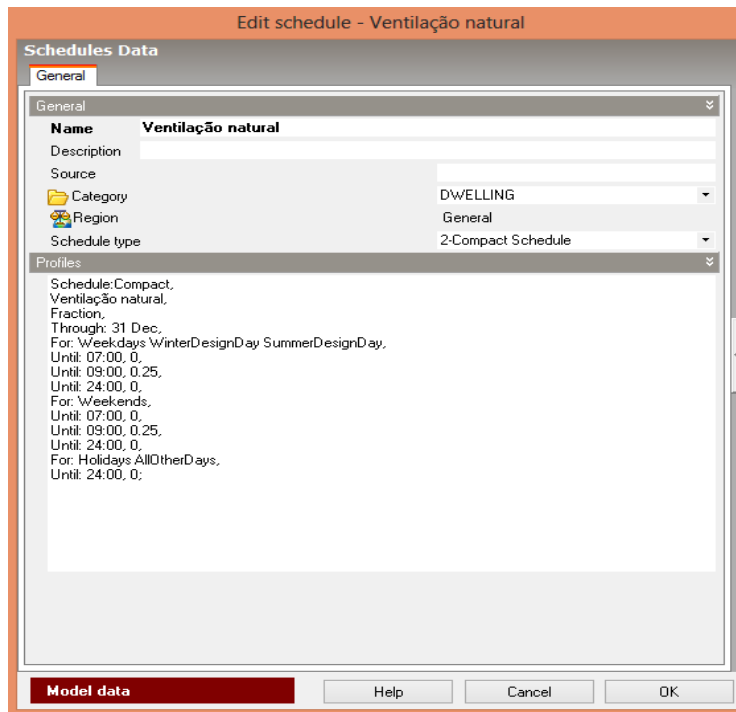 Edit schedule - Ventilação natural
Schedules Data
General
General
Name Ventilação natural
Description
Source
Category DWELLING
Region General
Schedule type 2-Compact Schedule
Profiles
Schedule:Compact,
Ventilação natural,
Fraction,
Through: 31 Dec,
For: Weekdays WinterDesignDay SummerDesignDay,
Until: 07:00, 0,
Until: 09:00, 0.25,
Until: 24:00, 0,
For: Weekends,
Until: 07:00, 0,
Until: 09:00, 0.25,
Until: 24:00, 0,
For: Holidays AllOtherDays,
Until: 24:00, 0;
Model data Help Cancel OK